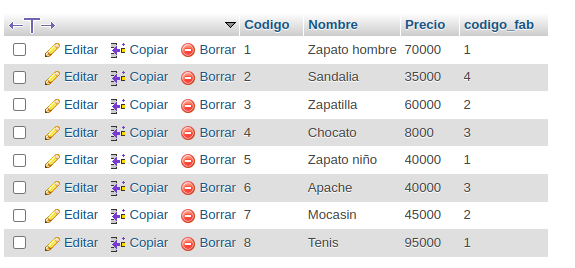 Codigo Nombre Precio codigo_fab
Editar Copiar Borrar 1 Zapato hombre 70000 1
Editar Copiar Borrar 2 Sandalia 35000 4
Editar Copiar Borrar 3 Zapatilla 60000 2
Editar Copiar Borrar 4 Chocato 8000 3
Editar Copiar Borrar 5 Zapato niño 40000 1
Editar Copiar Borrar 6 Apache 40000 3
Editar Copiar Borrar 7 Mocasin 45000 2
Editar Copiar Borrar 8 Tenis 95000 1